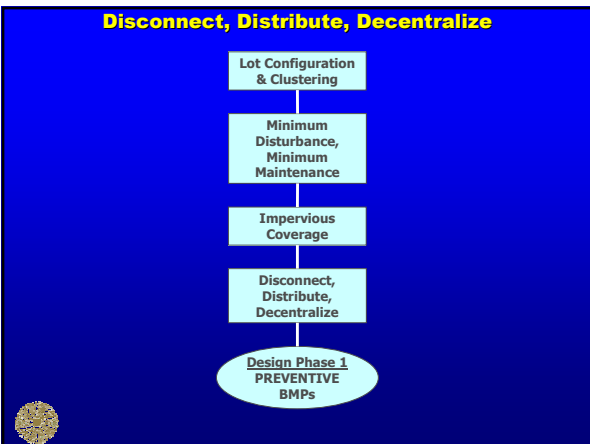 Disconnect, Distribute, Decentralize
Lot Configuration
& Clustering
Minimum
Disturbance,
Minimum
Maintenance
Impervious
Coverage
Disconnect,
Distribute,
Decentralize
Design Phase 1
PREVENTIVE
BMPs